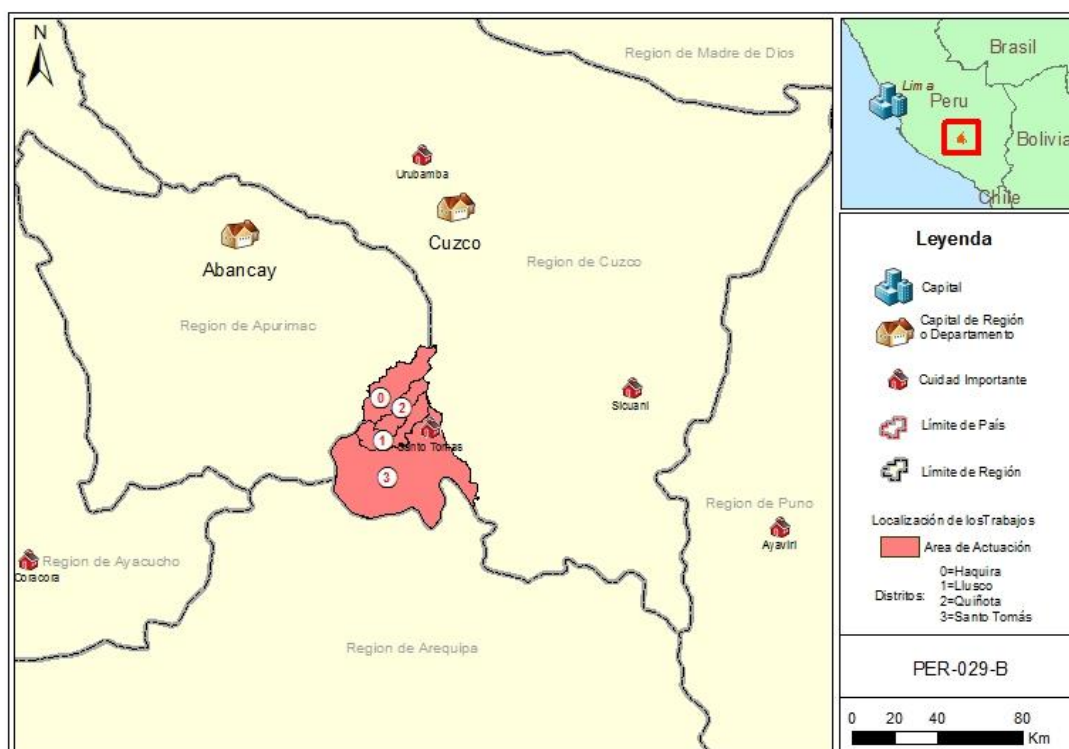 N
Region de Madre de Dios
Urubamba
Cuzco
Abancay
Region de Cuzco
Region de Apurimac
0
2
Sicuani
1
Santo Tomás
3
Region de Puno
Ayaviri
Region de Ayacucho
Coracora
Region de Arequipa
Brasil
Lima
Peru
Bolivia
Chile
Leyenda
Capital
Capital de Región
o Departamento
Cuidad Importante
Límite de País
Límite de Región
Localización de losTrabajos
Area de Actuación
Distritos:
0=Haquira
1=Llusco
2=Quiñota
3=Santo Tomás
PER-029-B
0 20 40 80
Km